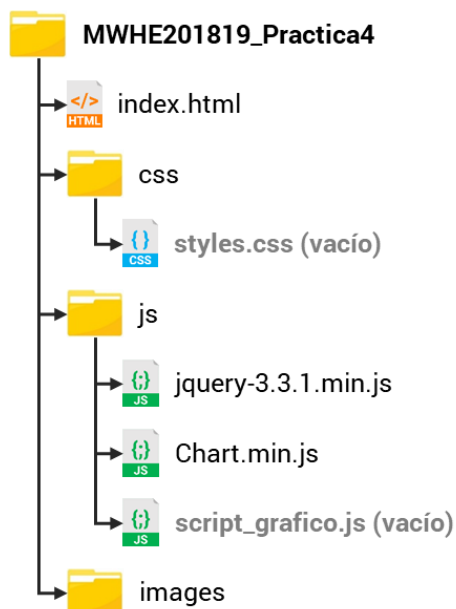 MWHE201819_Practica4
</> HTML index.html
css
{} CSS styles.css (vacío)
js
{;} JS jquery-3.3.1.min.js
{;} JS Chart.min.js
{;} JS script_grafico.js (vacío)
images